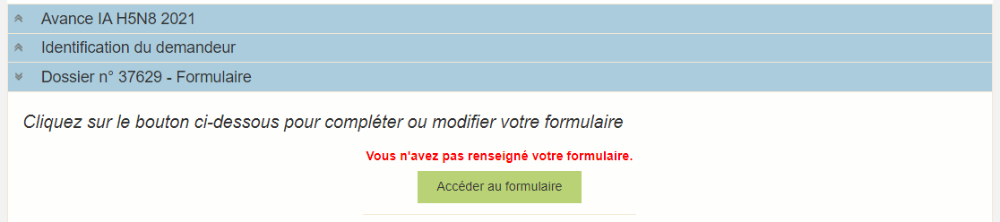 Avance IA H5N8 2021
Identification du demandeur
Dossier n° 37629 - Formulaire
Cliquez sur le bouton ci-dessous pour compléter ou modifier votre formulaire
Vous n'avez pas renseigné votre formulaire.
Accéder au formulaire